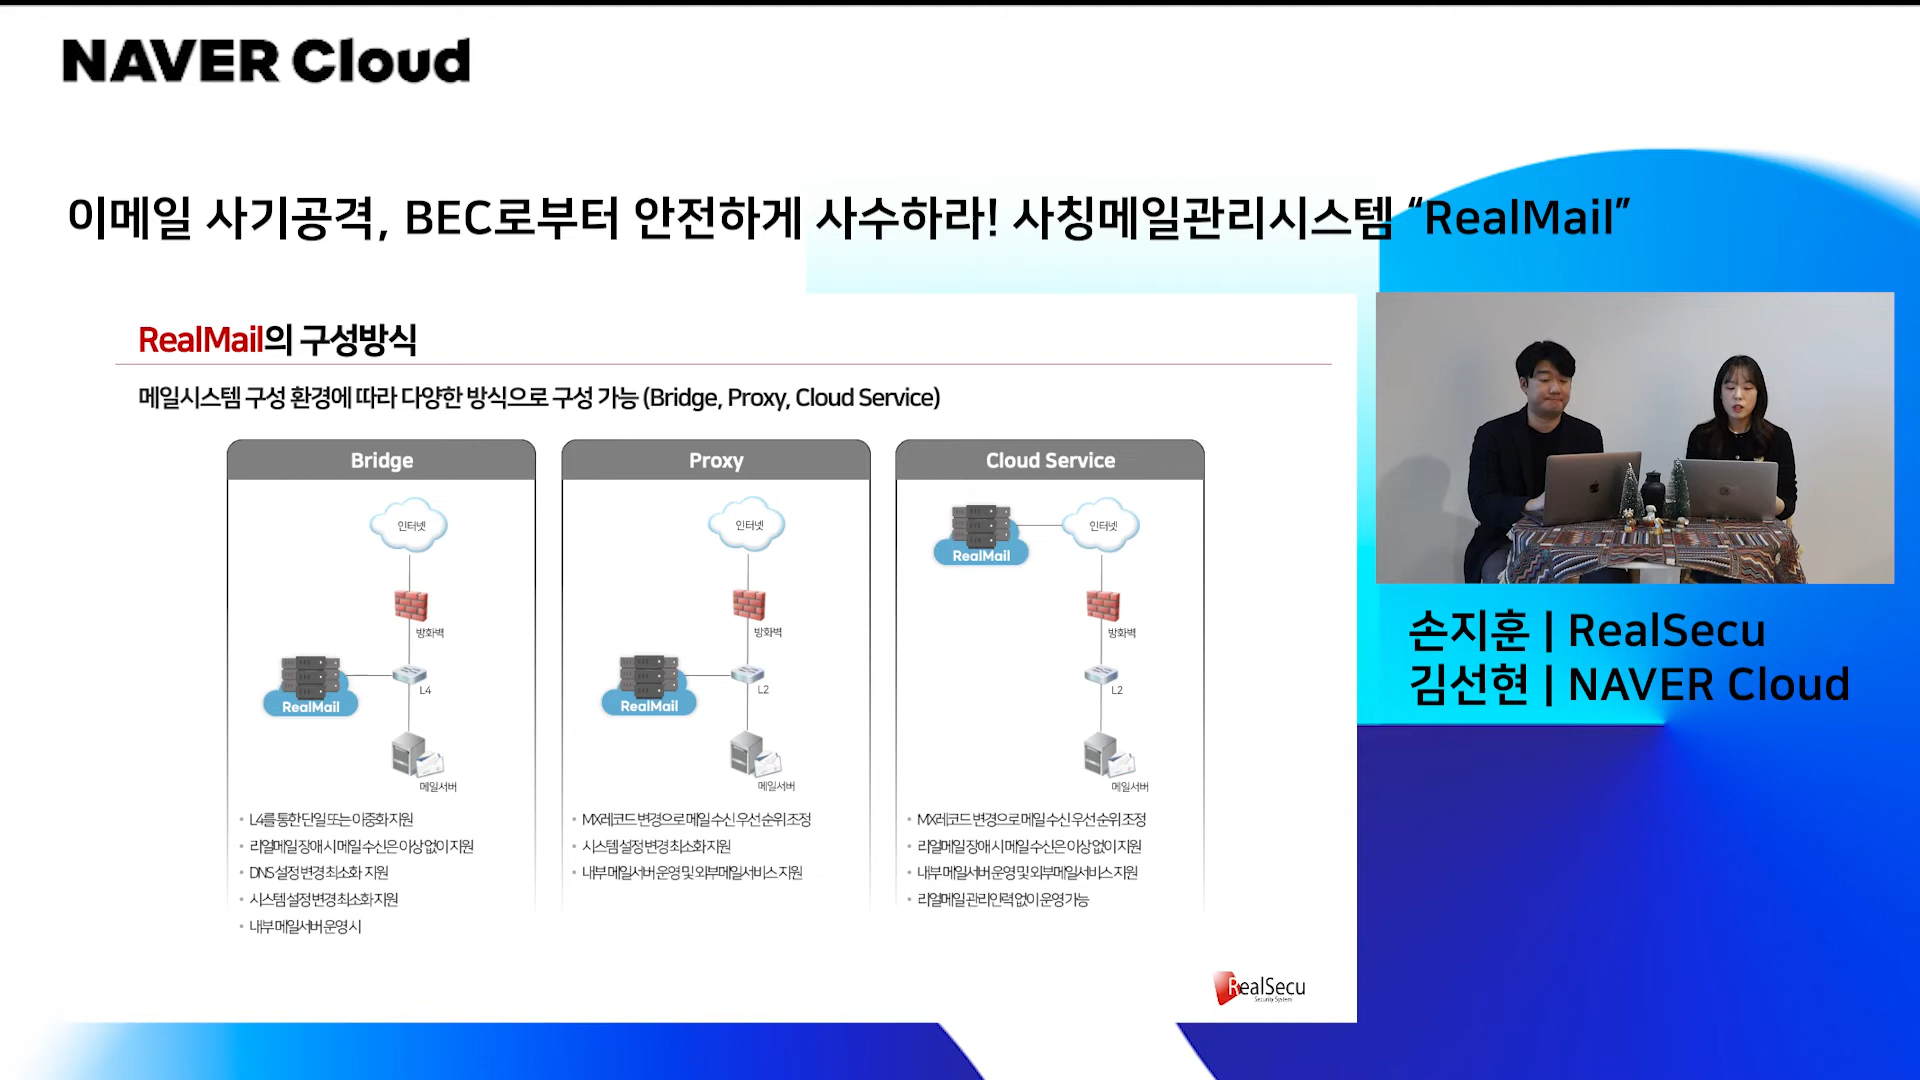 NAVER Cloud
이메일 사기공격, BEC로부터 안전하게 사수하라! 사칭메일관리시스템 “RealMail”
RealMail의 구성방식
메일시스템 구성 환경에 따라 다양한 방식으로 구성 가능 (Bridge, Proxy, Cloud Service)
Bridge
인터넷
방화벽
L4
RealMail
메일서버
• L4를 통한 단일 또는 이중화 지원
• 리얼메일 장애 시 메일 수신은 이상 없이 지원
• DNS 설정 변경 최소화 지원
• 시스템 설정 변경 최소화 지원
• 내부 메일서버 운영 시
Proxy
인터넷
방화벽
L2
RealMail
메일서버
• MX레코드 변경으로 메일 수신 우선 순위 조정
• 시스템 설정 변경 최소화 지원
• 내부 메일서버 운영 및 외부메일서비스 지원
Cloud Service
RealMail
인터넷
방화벽
L2
메일서버
• MX레코드 변경으로 메일 수신 우선 순위 조정
• 리얼메일 장애 시 메일 수신은 이상 없이 지원
• 내부 메일서버 운영 및 외부메일서비스 지원
• 리얼메일 관리인력 없이 운영 가능
RealSecu
Security System
손지훈 | RealSecu
김선현 | NAVER Cloud